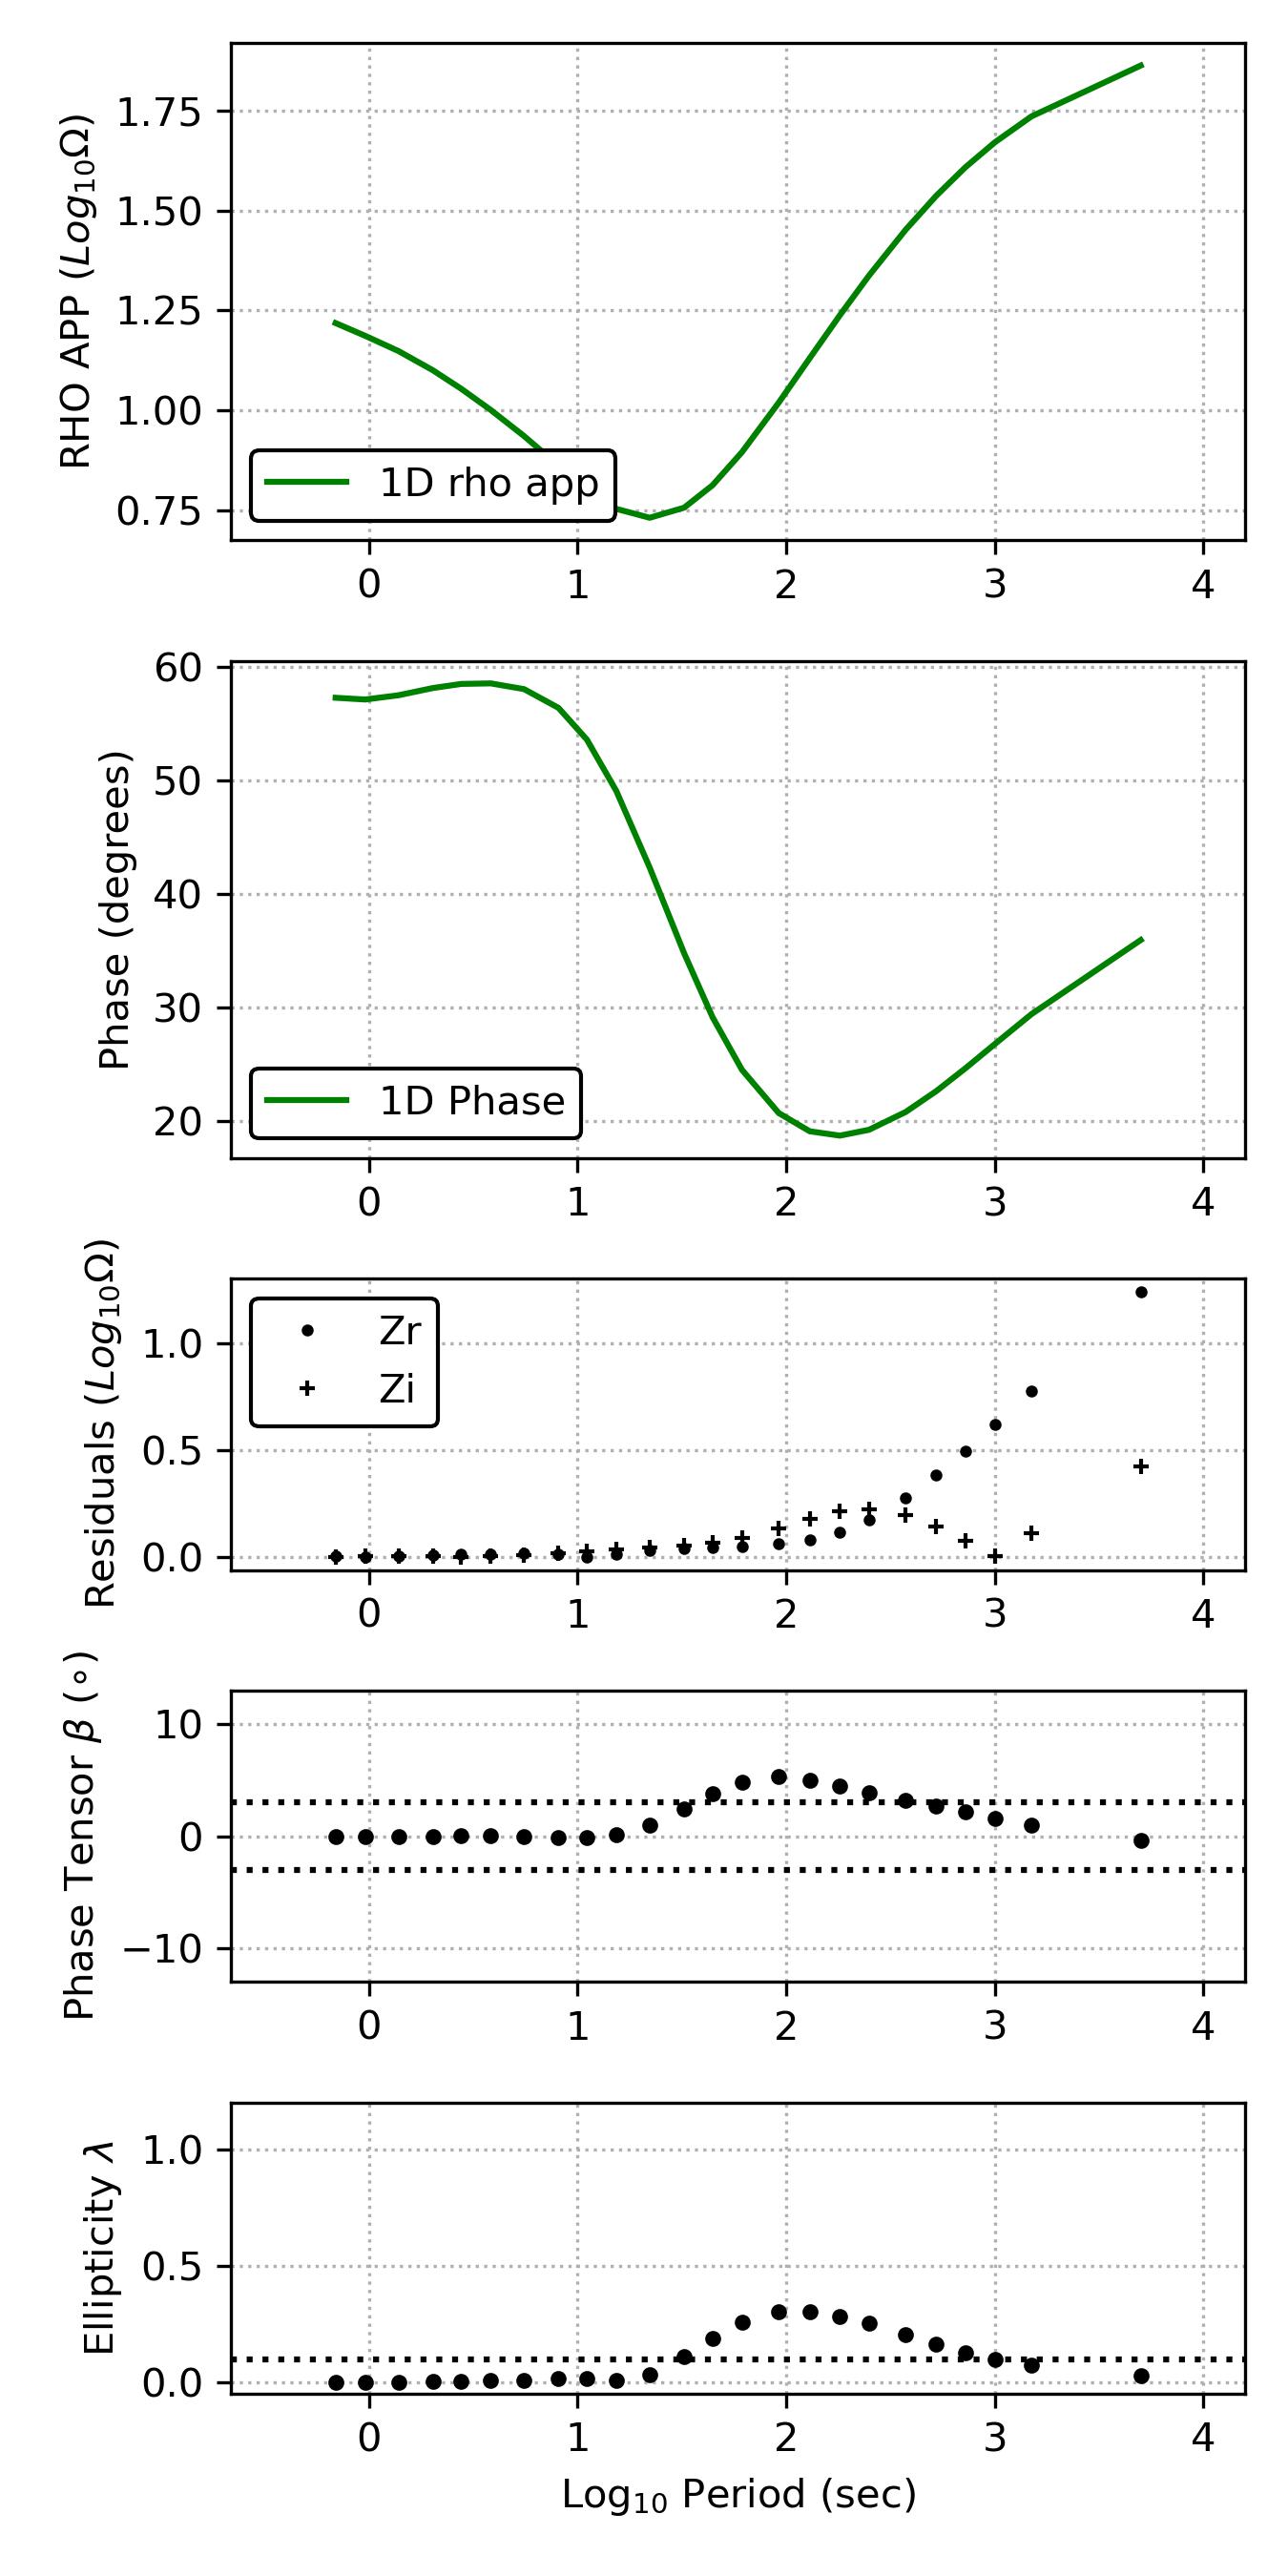 RHO APP (Log₁₀Ω)
1.75
1.50
1.25
1.00
0.75
1D rho app
0 1 2 3 4
Phase (degrees)
60
50
40
30
20
1D Phase
0 1 2 3 4
Residuals (Log₁₀Ω)
1.0
0.5
0.0
Zr
Zi
0 1 2 3 4
Phase Tensor β (∘)
10
0
−10
0 1 2 3 4
Ellipticity λ
1.0
0.5
0.0
0 1 2 3 4
Log₁₀ Period (sec)